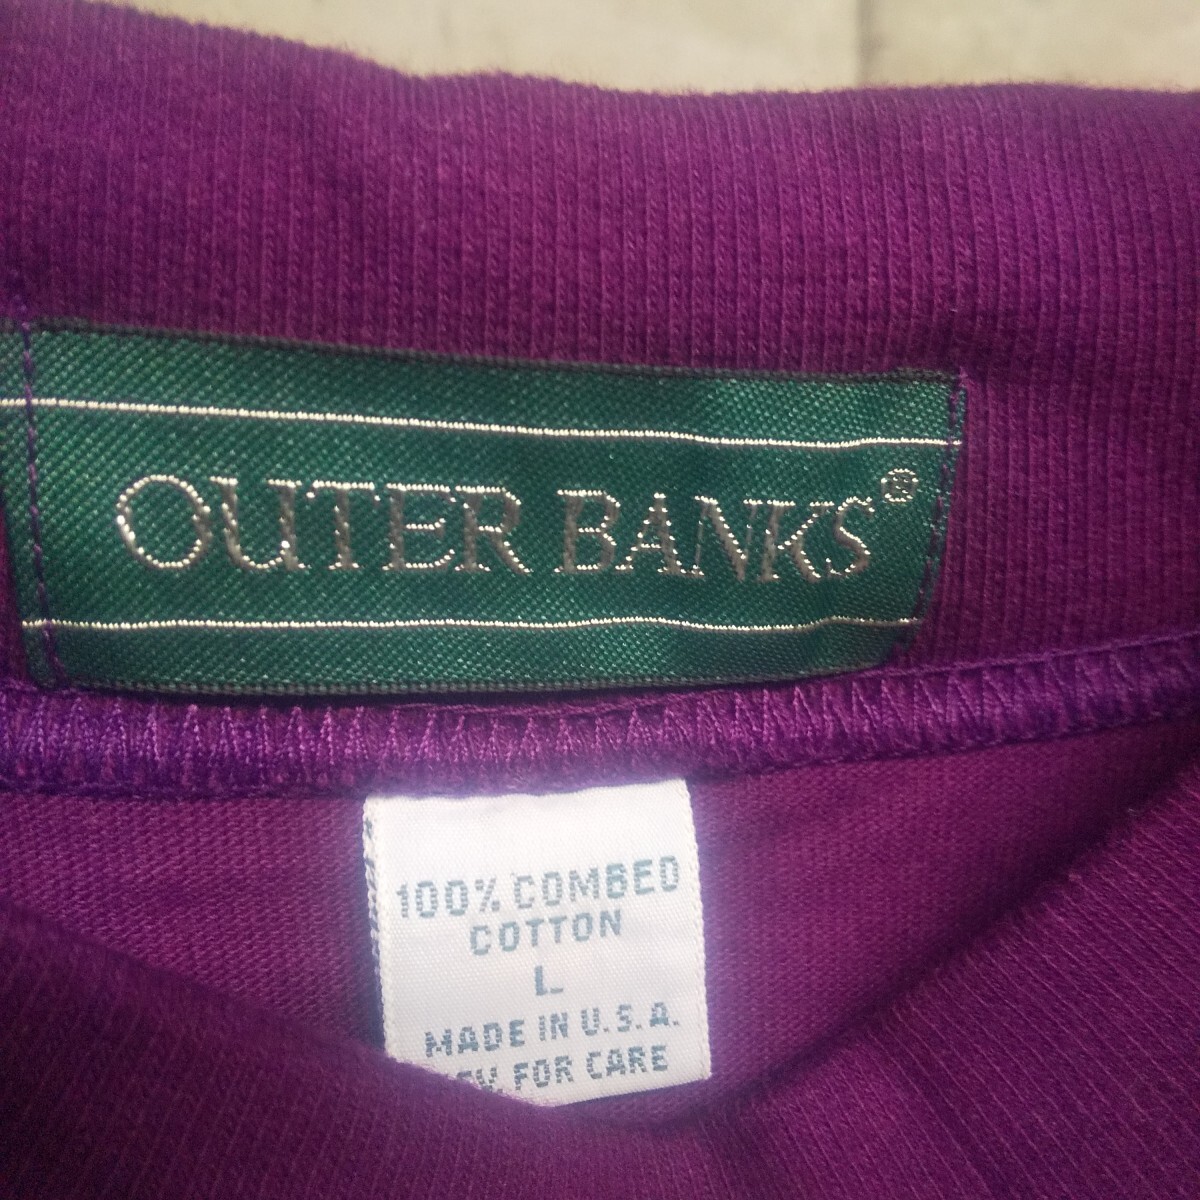 OUTER BANKS®
100% COMBED
COTTON
L
MADE IN U.S.A.
FOR CARE